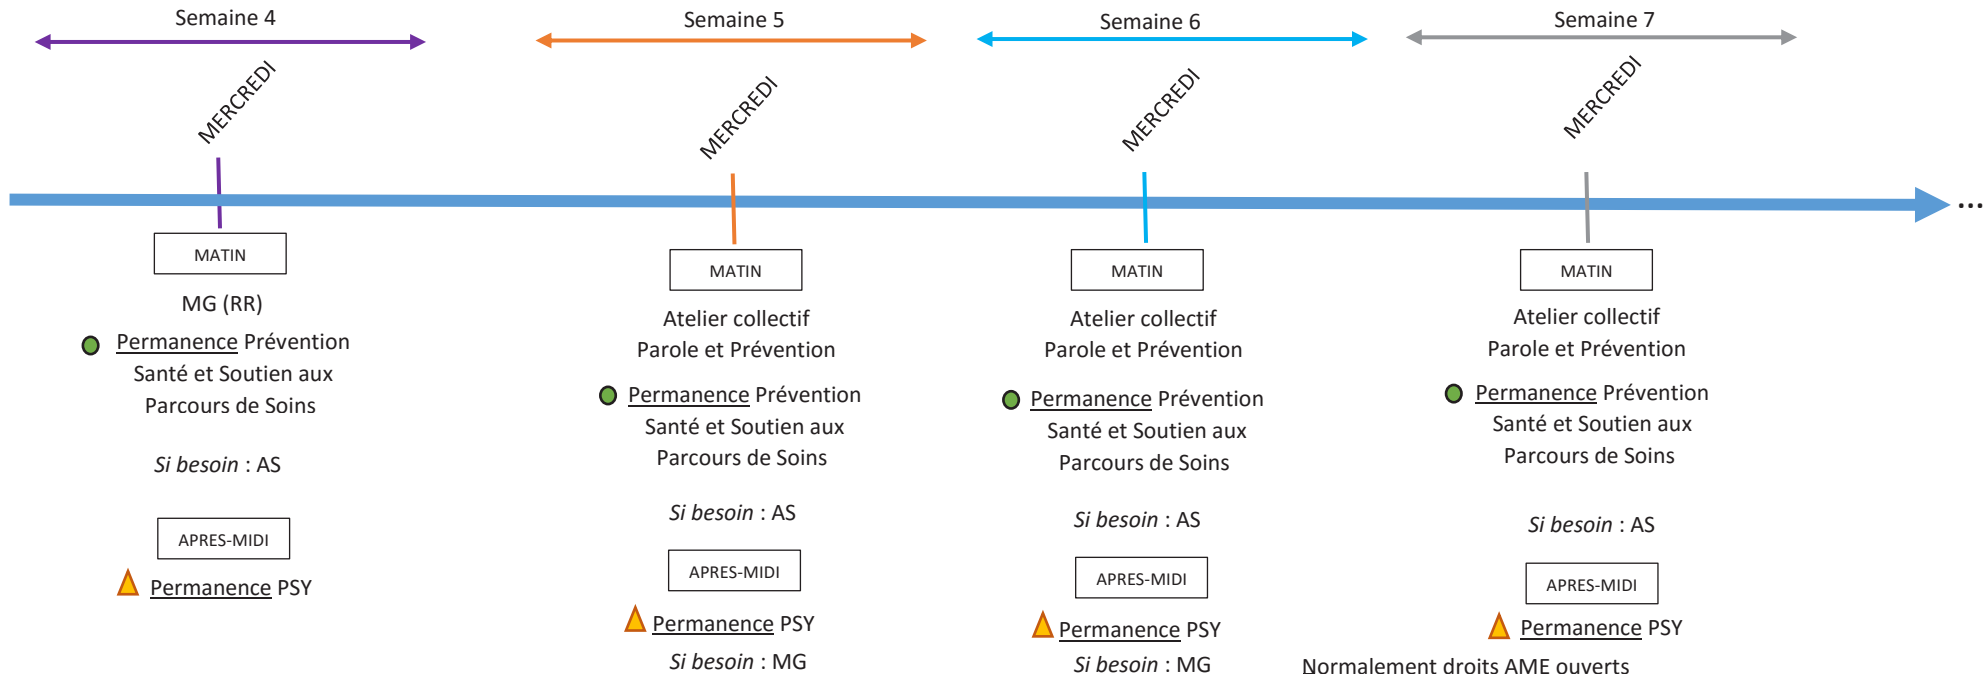 Semaine 4
MERCREDI
MATIN
MG (RR)
Permanence Prévention
Santé et Soutien aux
Parcours de Soins
Si besoin : AS
APRES-MIDI
Permanence PSY
Semaine 5
MERCREDI
MATIN
Atelier collectif
Parole et Prévention
Permanence Prévention
Santé et Soutien aux
Parcours de Soins
Si besoin : AS
APRES-MIDI
Permanence PSY
Si besoin : MG
Semaine 6
MERCREDI
MATIN
Atelier collectif
Parole et Prévention
Permanence Prévention
Santé et Soutien aux
Parcours de Soins
Si besoin : AS
APRES-MIDI
Permanence PSY
Si besoin : MG
Semaine 7
MERCREDI
MATIN
Atelier collectif
Parole et Prévention
Permanence Prévention
Santé et Soutien aux
Parcours de Soins
Si besoin : AS
APRES-MIDI
Permanence PSY
Normalement droits AME ouverts
...